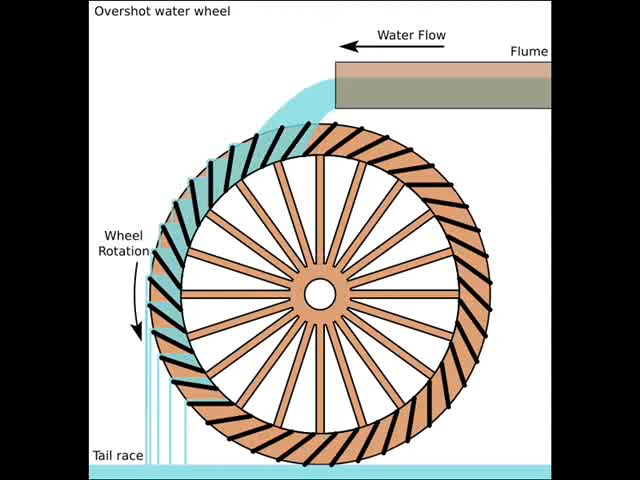 Overshot water wheel
Water Flow
Flume
Wheel
Rotation
Tail race